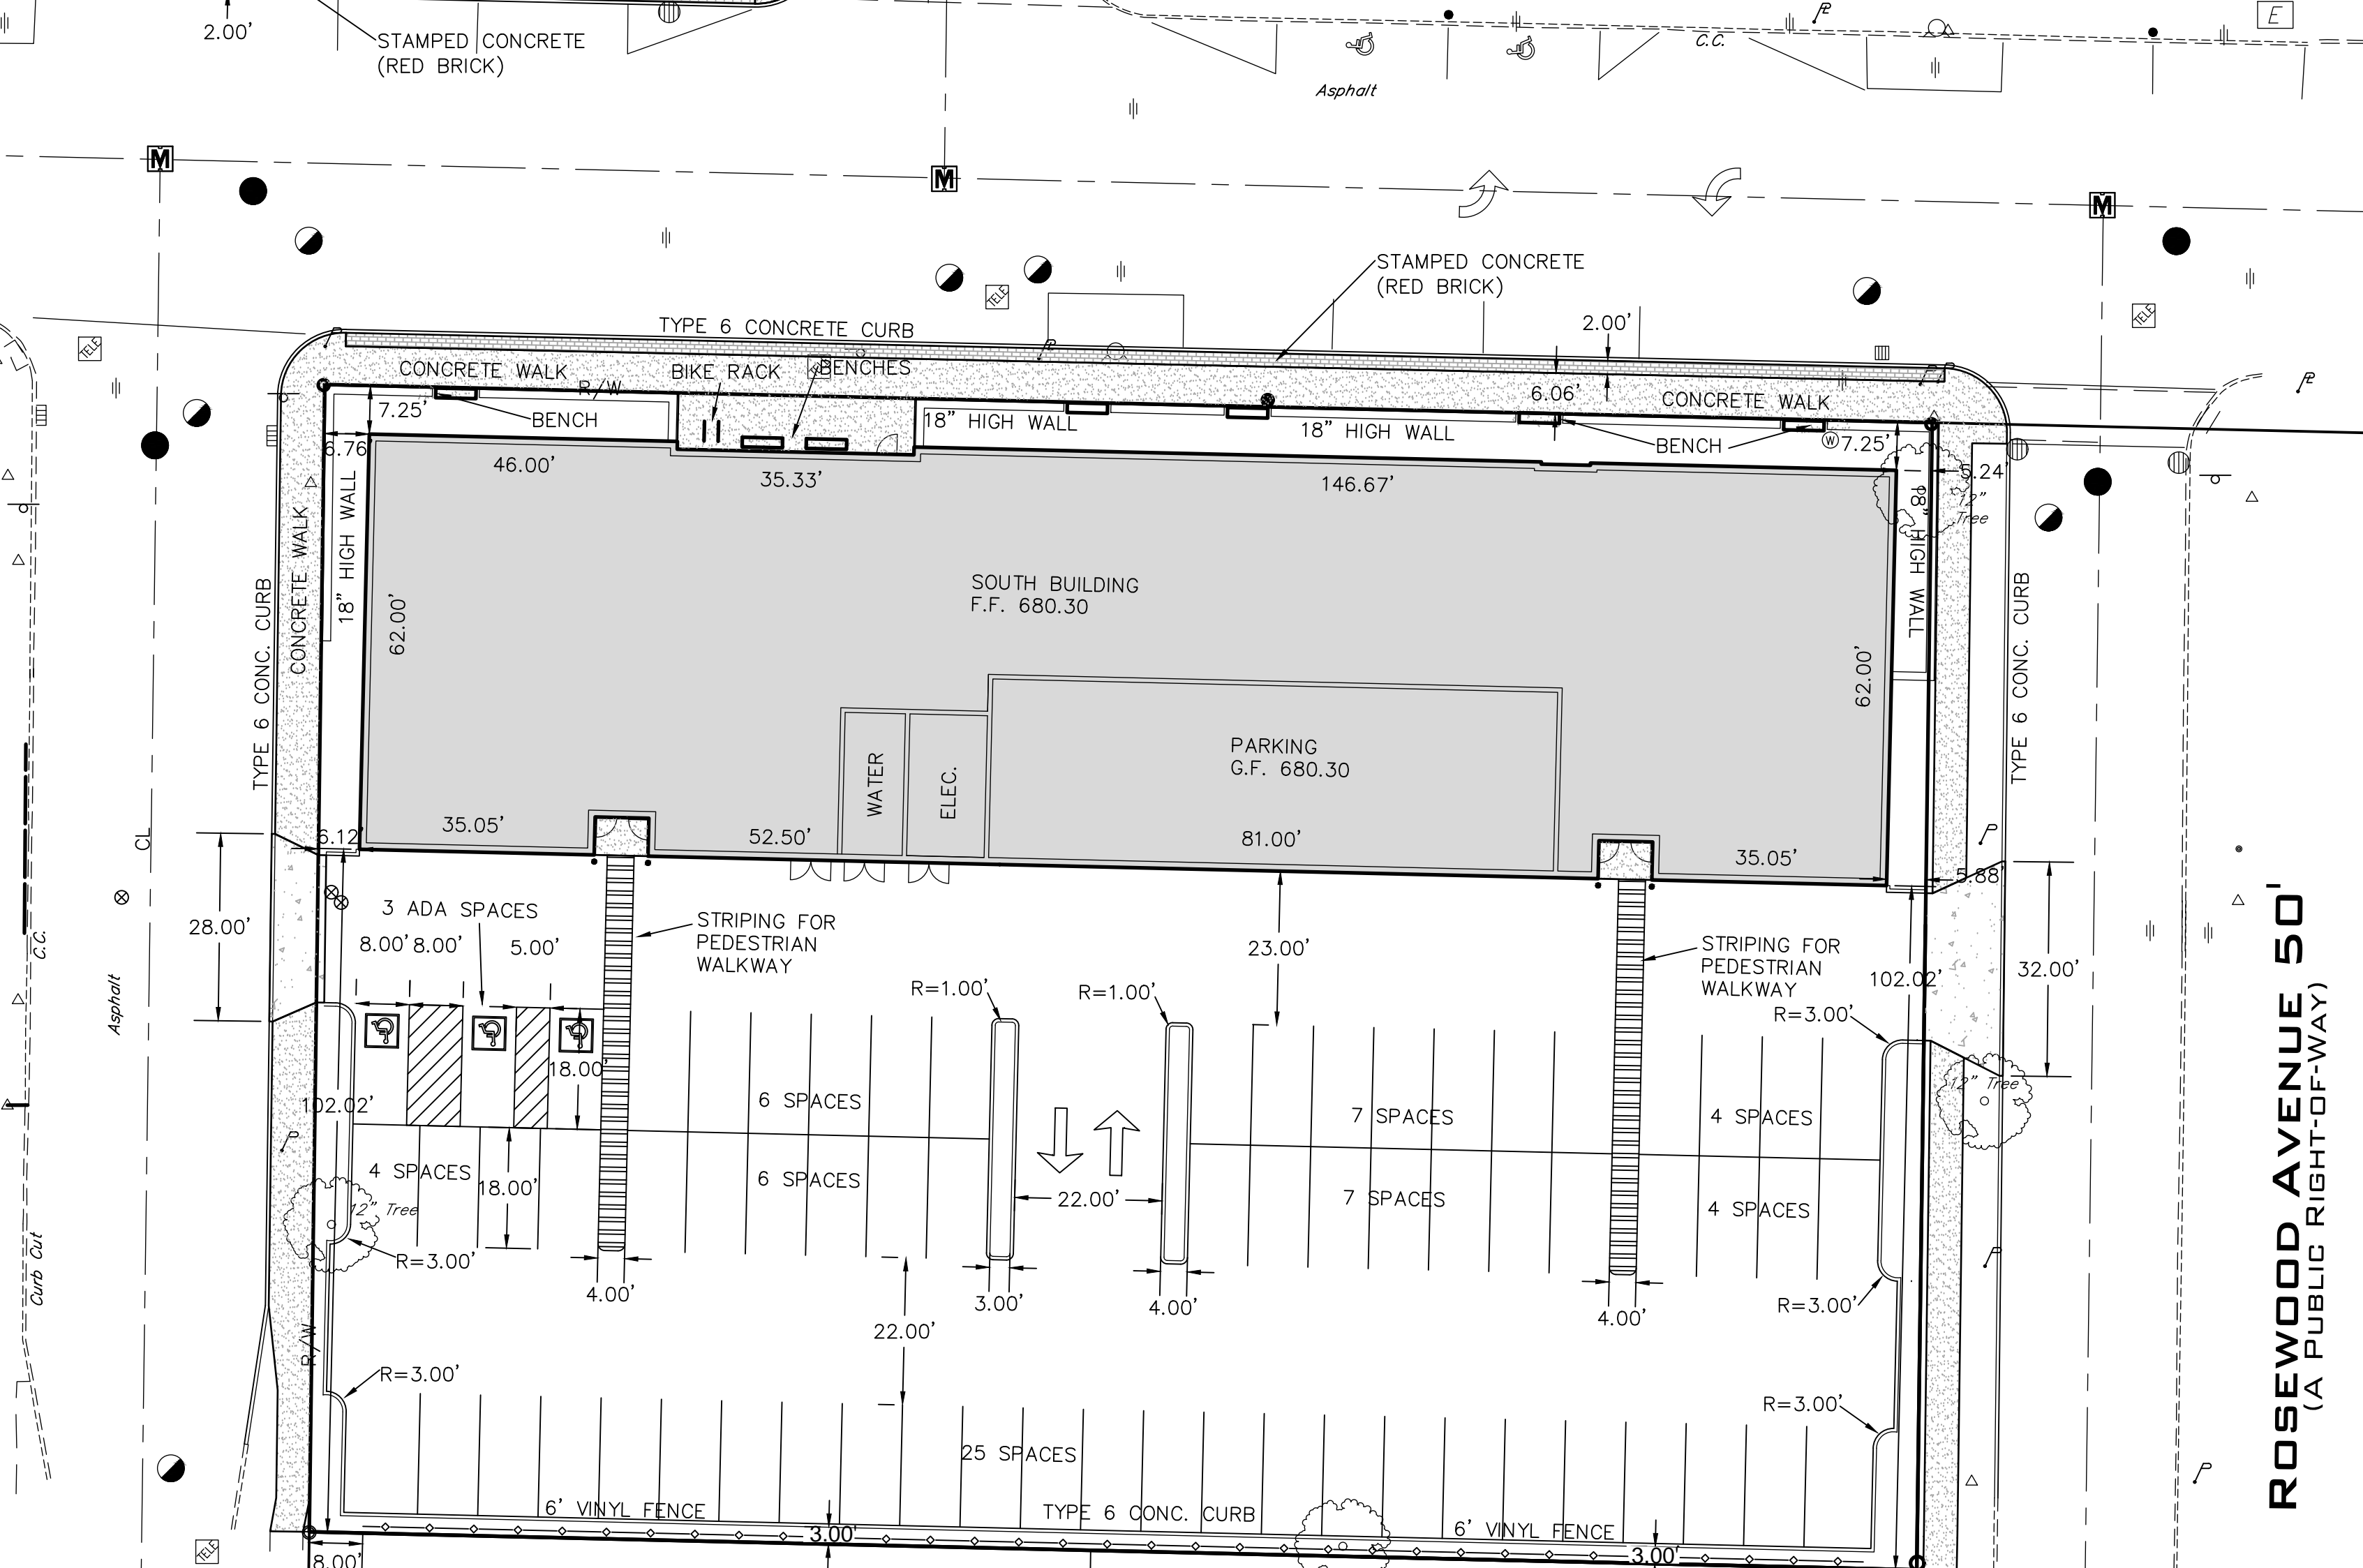 2.00'
STAMPED CONCRETE
(RED BRICK)
C.C.
E
Asphalt
M
M
M
STAMPED CONCRETE
(RED BRICK)
TELE
TELE
TELE
TYPE 6 CONCRETE CURB
2.00'
CONCRETE WALK
R/W
BIKE RACK
BENCHES
6.06'
CONCRETE WALK
7.25'
BENCH
18" HIGH WALL
18" HIGH WALL
BENCH
W
7.25'
6.76'
46.00'
35.33'
146.67'
5.24'
12"
Tree
18" HIGH WALL
18" HIGH WALL
CONCRETE WALK
TYPE 6 CONC. CURB
TYPE 6 CONC. CURB
62.00'
SOUTH BUILDING
F.F. 680.30
62.00'
PARKING
G.F. 680.30
WATER
ELEC.
CL
6.12'
35.05'
52.50'
81.00'
35.05'
5.88'
28.00'
3 ADA SPACES
8.00'
8.00'
5.00'
STRIPING FOR
PEDESTRIAN
WALKWAY
23.00'
STRIPING FOR
PEDESTRIAN
WALKWAY
102.02'
32.00'
C.C.
Asphalt
R=1.00'
R=1.00'
R=3.00'
18.00'
102.02'
6 SPACES
7 SPACES
4 SPACES
12" Tree
4 SPACES
18.00'
6 SPACES
22.00'
7 SPACES
4 SPACES
12" Tree
R=3.00'
4.00'
3.00'
4.00'
4.00'
R=3.00'
Curb Cut
R/W
22.00'
R=3.00'
R=3.00'
25 SPACES
6' VINYL FENCE
TYPE 6 CONC. CURB
6' VINYL FENCE
3.00'
3.00'
8.00'
TELE
ROSEWOOD AVENUE 50'
(A PUBLIC RIGHT-OF-WAY)